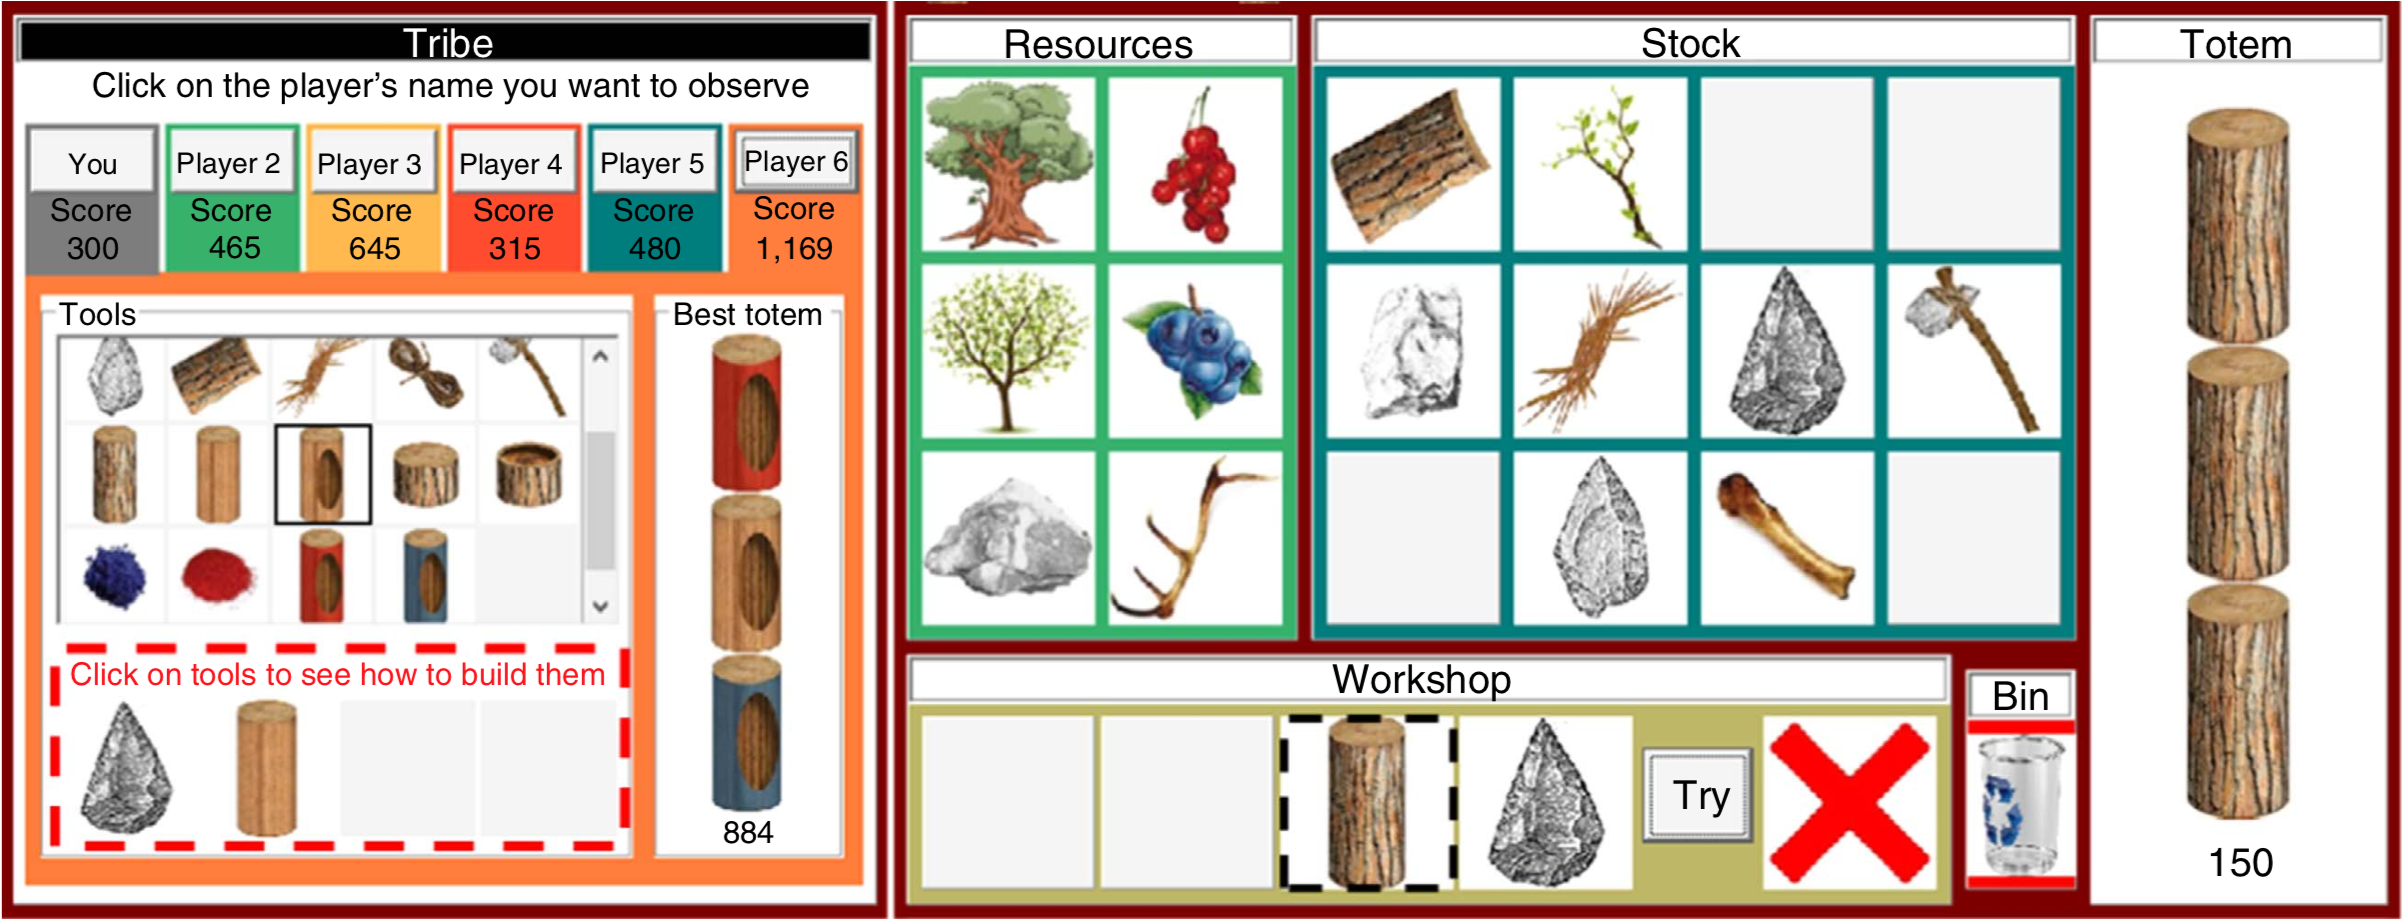 Tribe
Click on the player's name you want to observe
You
Player 2
Player 3
Player 4
Player 5
Player 6
Score
Score
Score
Score
Score
Score
300
465
645
315
480
1,169
Tools
Best totem
Click on tools to see how to build them
884
Resources
Stock
Totem
Workshop
Try
Bin
150